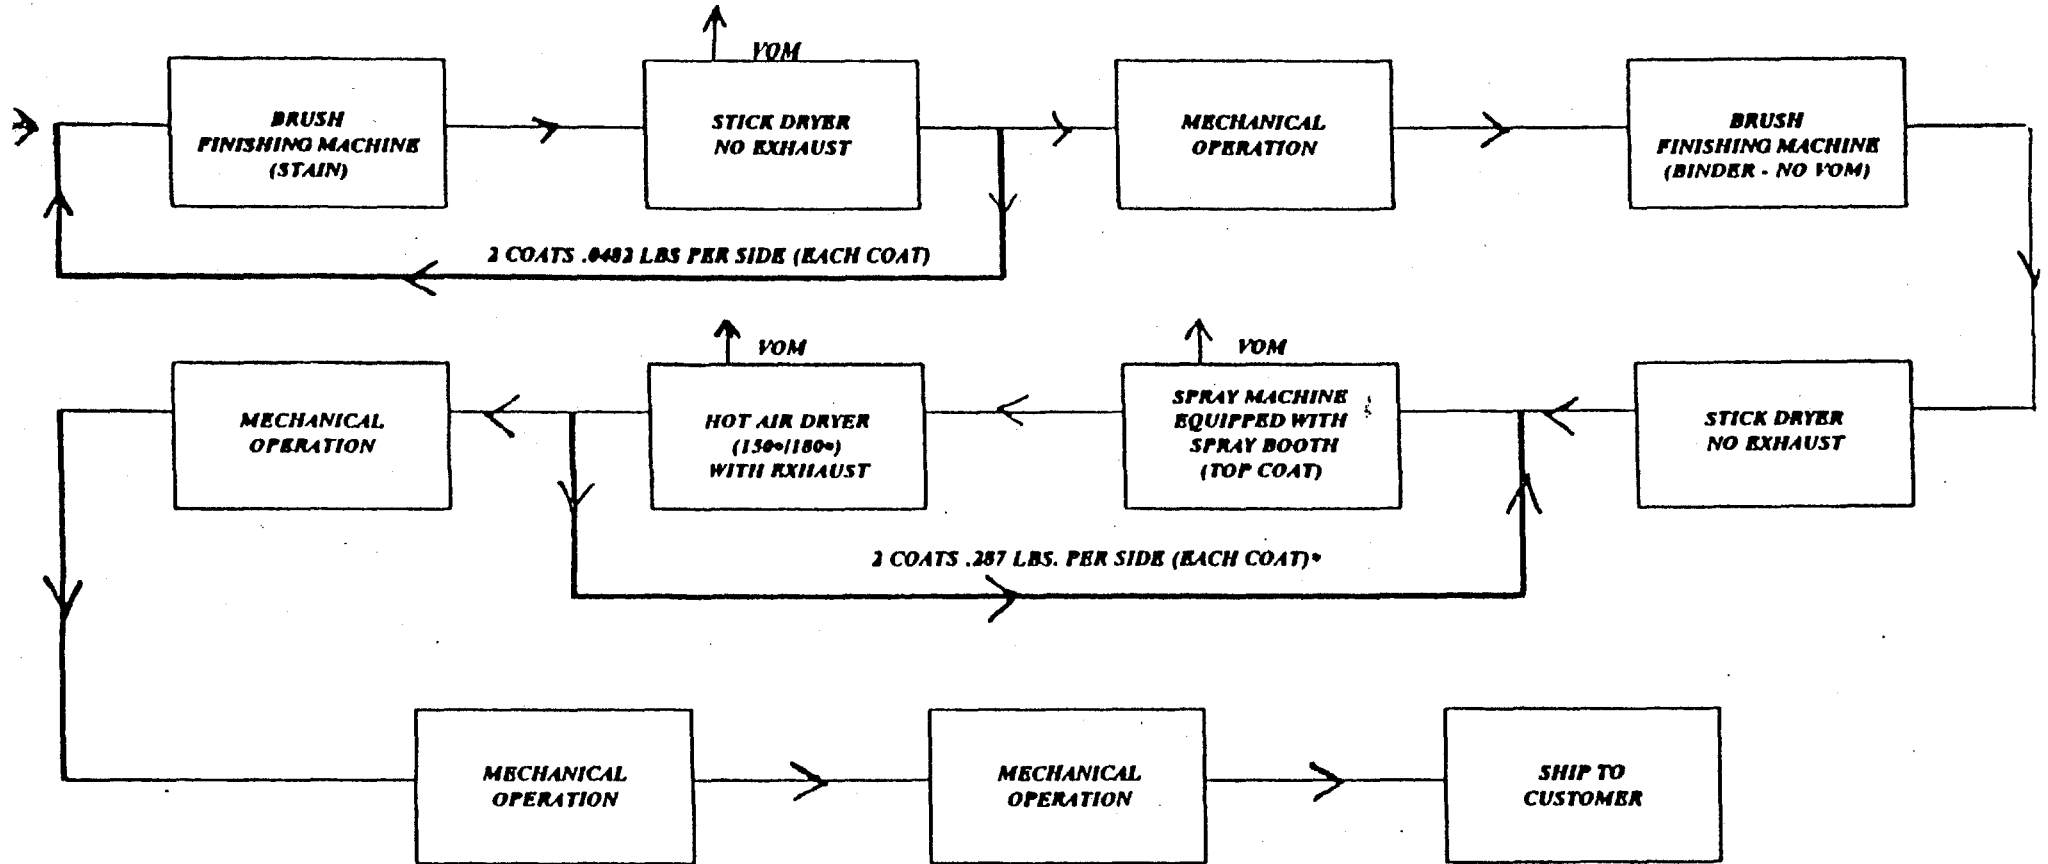 VOM
BRUSH
FINISHING MACHINE
(STAIN)
STICK DRYER
NO EXHAUST
MECHANICAL
OPERATION
BRUSH
FINISHING MACHINE
(BINDER - NO VOM)
2 COATS .0482 LBS PER SIDE (EACH COAT)
VOM
VOM
MECHANICAL
OPERATION
HOT AIR DRYER
(150°/180°)
WITH EXHAUST
SPRAY MACHINE
EQUIPPED WITH
SPRAY BOOTH
(TOP COAT)
STICK DRYER
NO EXHAUST
2 COATS .287 LBS. PER SIDE (EACH COAT)*
MECHANICAL
OPERATION
MECHANICAL
OPERATION
SHIP TO
CUSTOMER